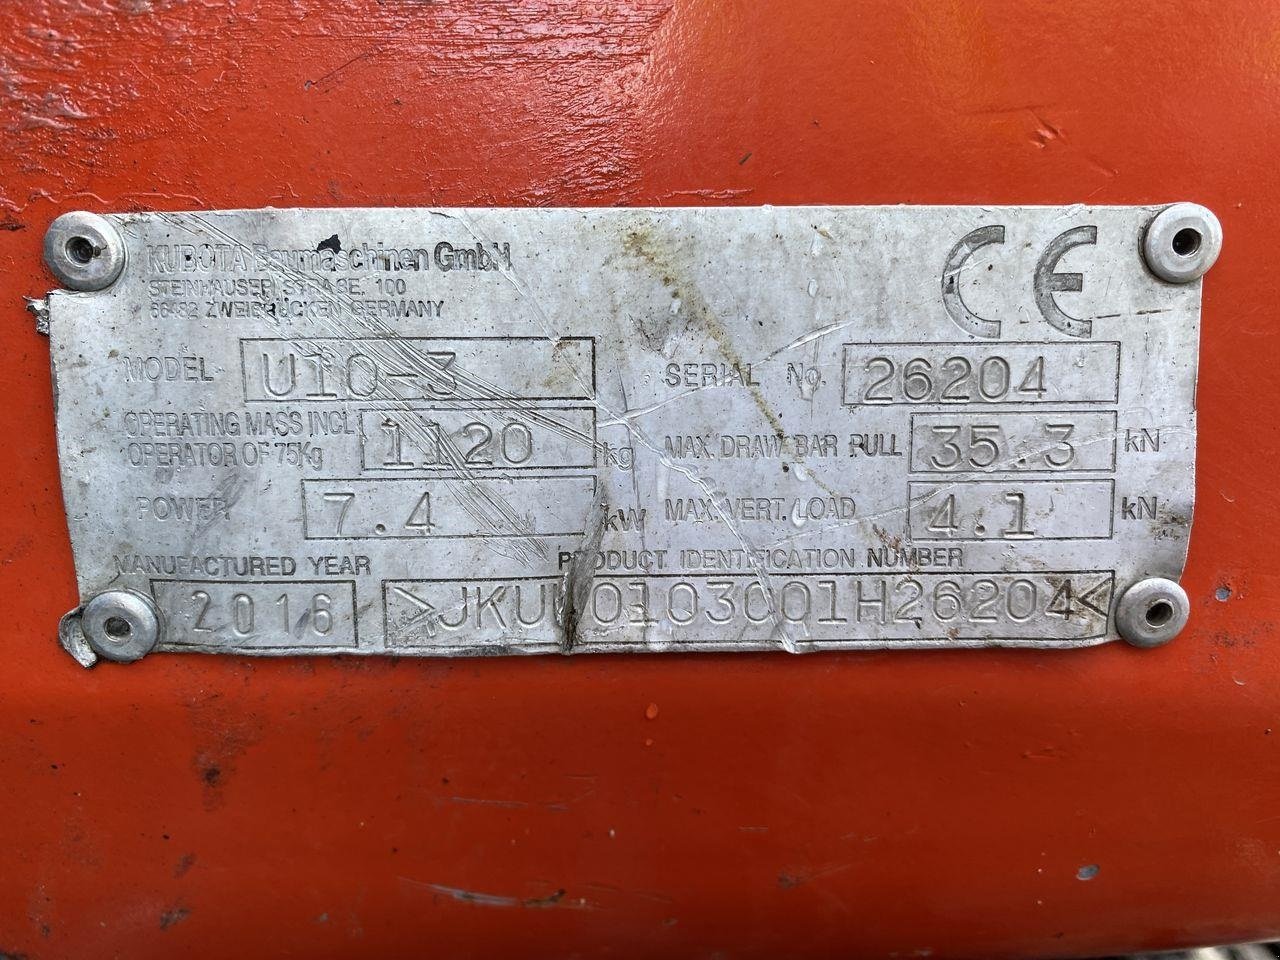 KUBOTA Baumaschinen GmbH
STEINHAUSER STRAßE. 100
66482 ZWEIBRÜCKEN GERMANY
CE
MODEL U10-3
SERIAL No. 26204
OPERATING MASS INCL. OPERATOR OF 75Kg 1120 kg
MAX. DRAW BAR PULL 35.3 kN
POWER 7.4 kW
MAX. VERT. LOAD 4.1 kN
MANUFACTURED YEAR 2016
PRODUCT IDENTIFICATION NUMBER